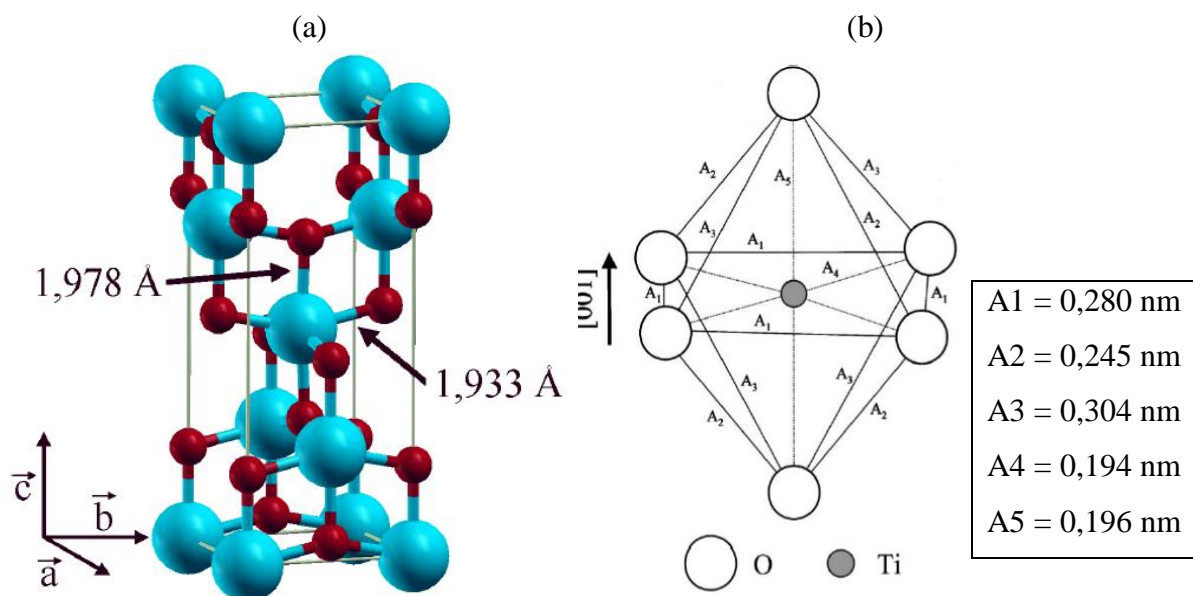 (a)
(b)
1,978 Å
1,933 Å
c
b
a
[001]
A2
A5
A3
A3
A1
A2
A4
A1
A1
A1
A3
A3
A2
A2
O
Ti
A1 = 0,280 nm
A2 = 0,245 nm
A3 = 0,304 nm
A4 = 0,194 nm
A5 = 0,196 nm